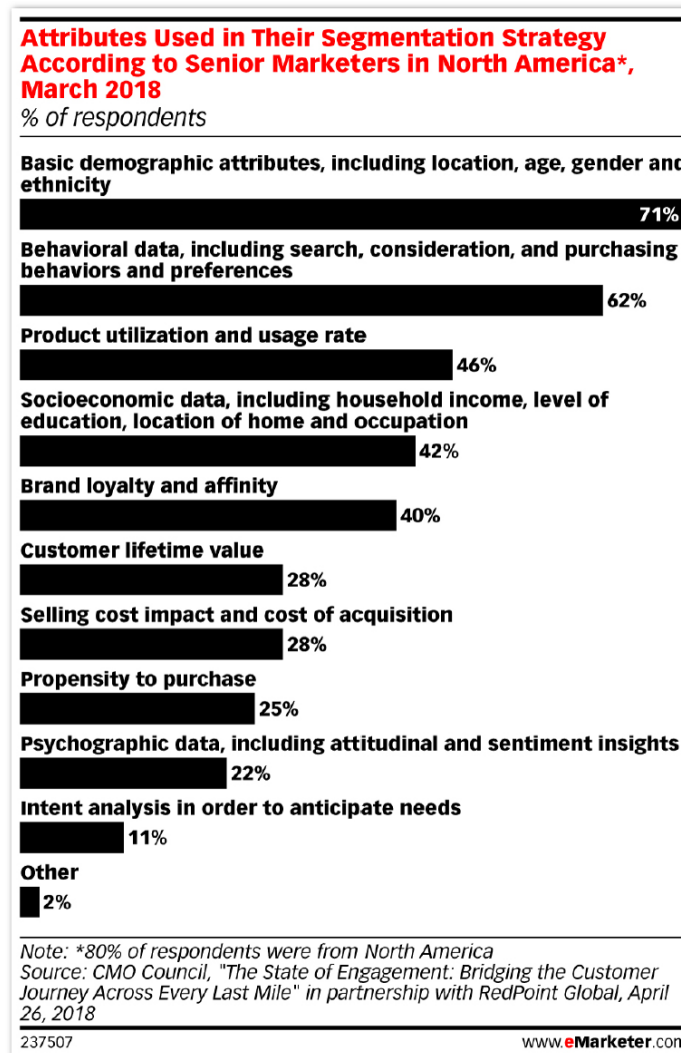 Attributes Used in Their Segmentation Strategy
According to Senior Marketers in North America*,
March 2018
% of respondents
Basic demographic attributes, including location, age, gender and
ethnicity
71%
Behavioral data, including search, consideration, and purchasing
behaviors and preferences
62%
Product utilization and usage rate
46%
Socioeconomic data, including household income, level of
education, location of home and occupation
42%
Brand loyalty and affinity
40%
Customer lifetime value
28%
Selling cost impact and cost of acquisition
28%
Propensity to purchase
25%
Psychographic data, including attitudinal and sentiment insights
22%
Intent analysis in order to anticipate needs
11%
Other
2%
Note: *80% of respondents were from North America
Source: CMO Council, "The State of Engagement: Bridging the Customer
Journey Across Every Last Mile" in partnership with RedPoint Global, April
26, 2018
237507 www.eMarketer.com